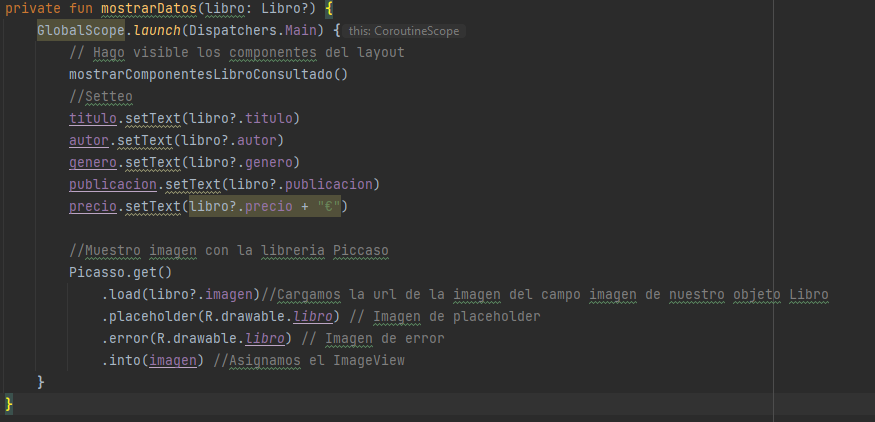 private fun mostrarDatos(libro: Libro?) {
    GlobalScope.launch(Dispatchers.Main) { this: CoroutineScope
        // Hago visible los componentes del layout
        mostrarComponentesLibroConsultado()
        //Setteo
        titulo.setText(libro?.titulo)
        autor.setText(libro?.autor)
        genero.setText(libro?.genero)
        publicacion.setText(libro?.publicacion)
        precio.setText(libro?.precio + "€")
        //Muestro imagen con la libreria Piccaso
        Picasso.get()
            .load(libro?.imagen)//Cargamos la url de la imagen del campo imagen de nuestro objeto Libro
            .placeholder(R.drawable.libro) // Imagen de placeholder
            .error(R.drawable.libro) // Imagen de error
            .into(imagen) //Asignamos el ImageView
    }
}